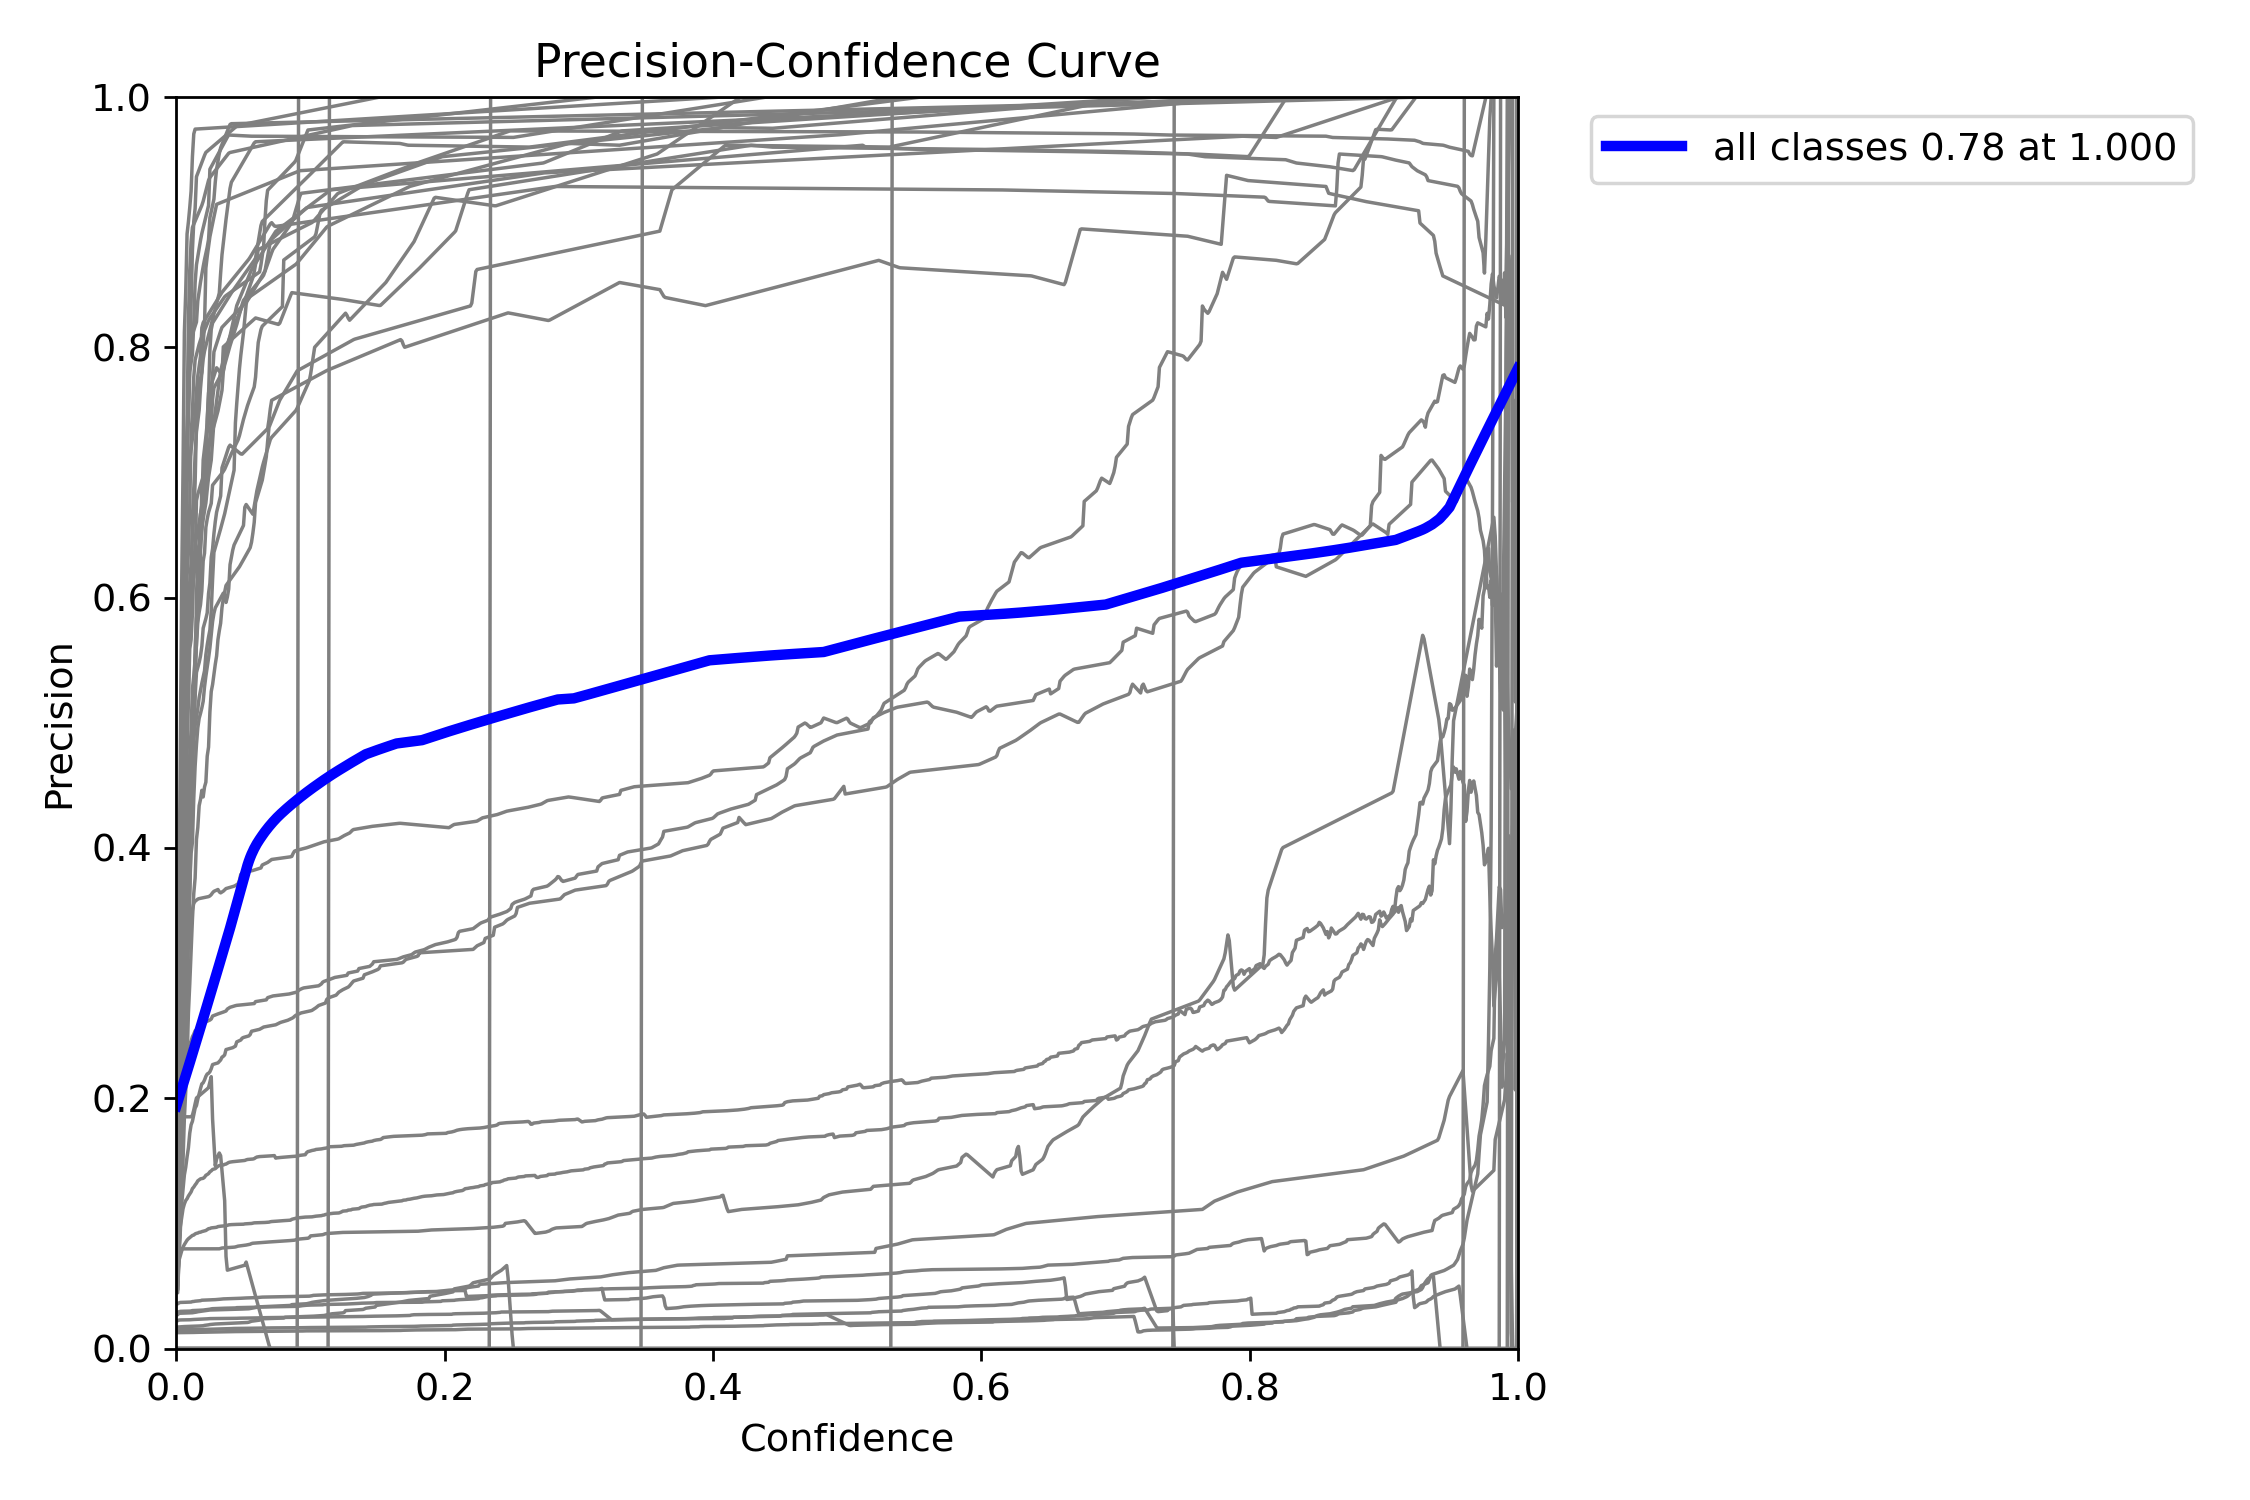 Precision-Confidence Curve
all classes 0.78 at 1.000
Precision
1.0
0.8
0.6
0.4
0.2
0.0
0.0 0.2 0.4 0.6 0.8 1.0
Confidence